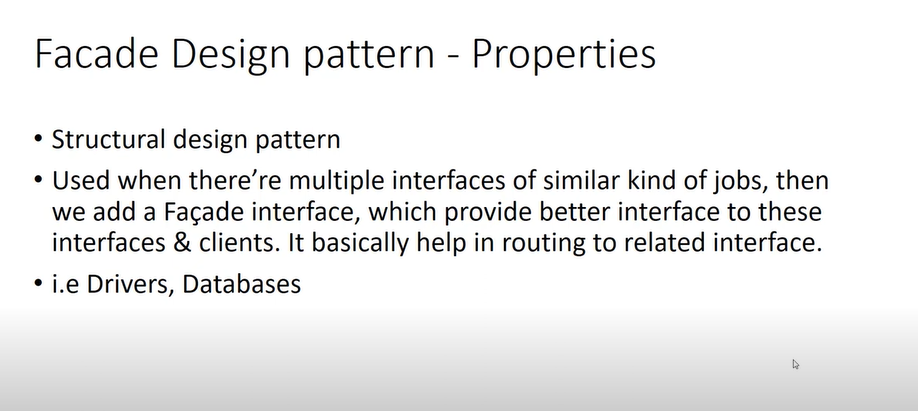 Facade Design pattern - Properties
• Structural design pattern
• Used when there’re multiple interfaces of similar kind of jobs, then
we add a Façade interface, which provide better interface to these
interfaces & clients. It basically help in routing to related interface.
• i.e Drivers, Databases